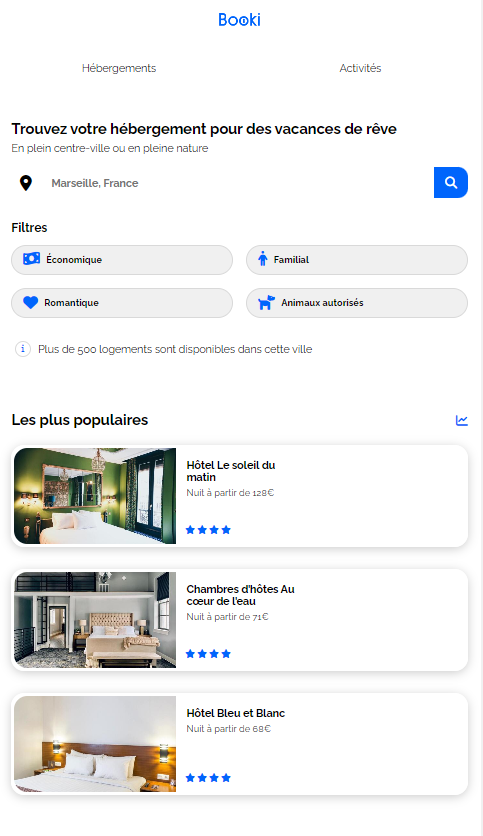 Booki
Hébergements
Activités
Trouvez votre hébergement pour des vacances de rêve
En plein centre-ville ou en pleine nature
Marseille, France
Filtres
Économique
Familial
Romantique
Animaux autorisés
i
Plus de 500 logements sont disponibles dans cette ville
Les plus populaires
Hôtel Le soleil du
matin
Nuit à partir de 128€
Chambres d'hôtes Au
cœur de l'eau
Nuit à partir de 71€
Hôtel Bleu et Blanc
Nuit à partir de 68€